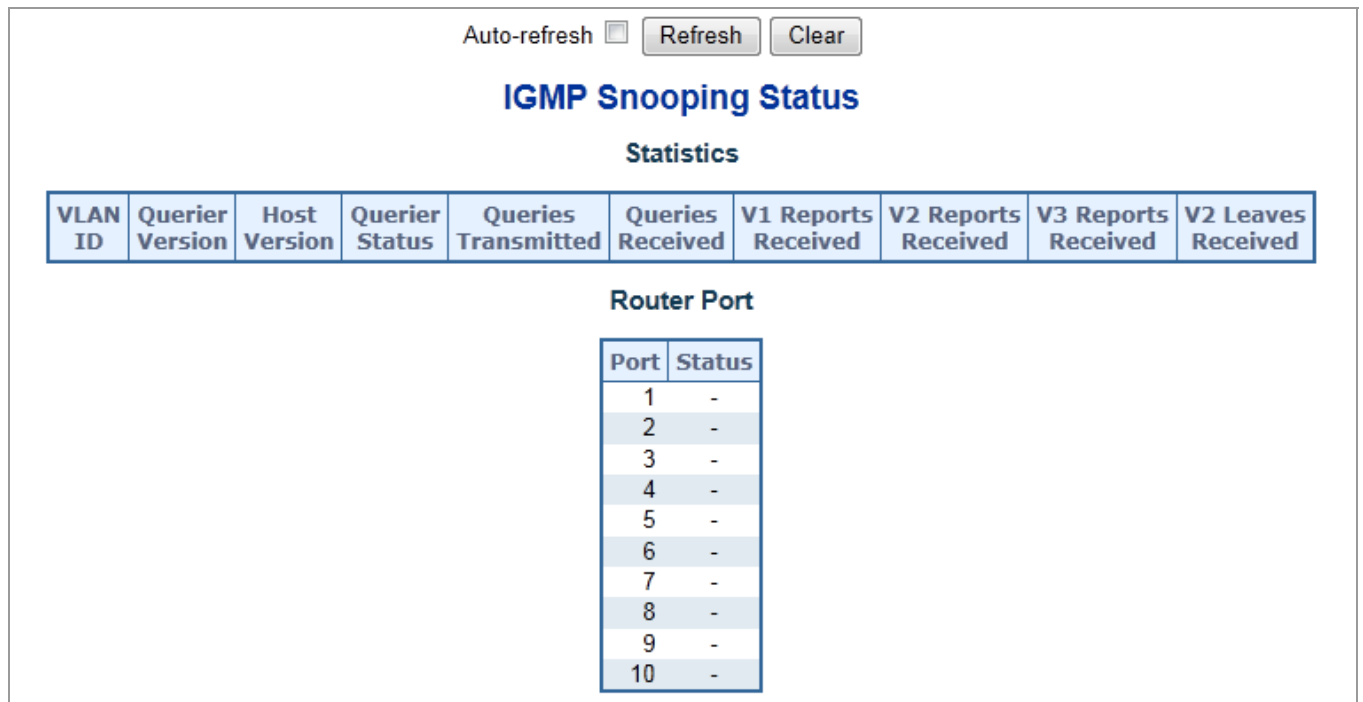 Auto-refresh Refresh Clear
IGMP Snooping Status
Statistics
VLAN ID Querier Version Host Version Querier Status Queries Transmitted Queries Received V1 Reports Received V2 Reports Received V3 Reports Received V2 Leaves Received
Router Port
Port Status
1 -
2 -
3 -
4 -
5 -
6 -
7 -
8 -
9 -
10 -